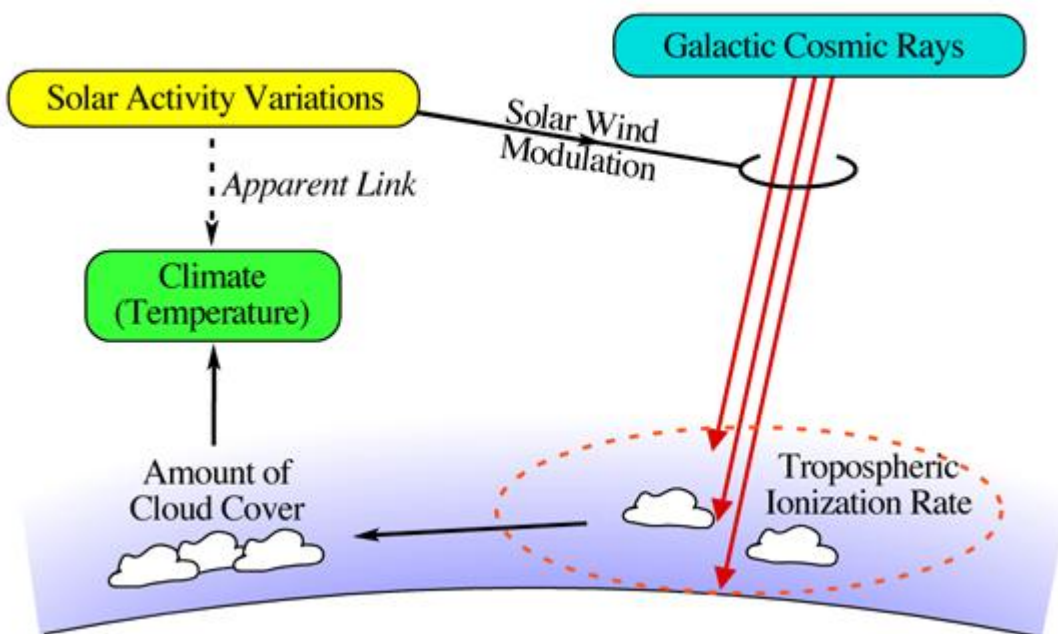 Galactic Cosmic Rays
Solar Activity Variations
Solar Wind
Modulation
Apparent Link
Climate
(Temperature)
Amount of
Cloud Cover
Tropospheric
Ionization Rate